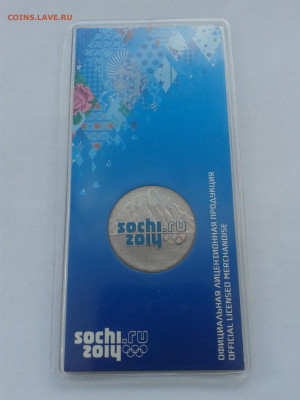 COINS.LAVE.RU
sochi.ru
2014
sochi.ru
2014
ОФИЦИАЛЬНАЯ ЛИЦЕНЗИОННАЯ ПРОДУКЦИЯ
OFFICIAL LICENSED MERCHANDISE